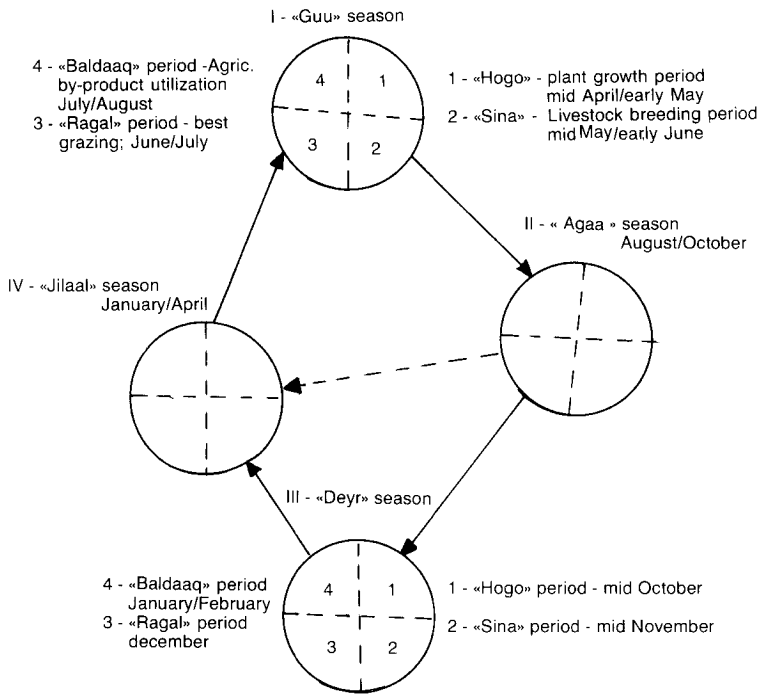 I - «Guu» season
4 - «Baldaaq» period -Agric.
by-product utilization
July/August
3 - «Ragal» period - best
grazing; June/July
4 1
3 2
1 - «Hogo» - plant growth period
mid April/early May
2 - «Sina» - Livestock breeding period
mid May/early June
II - « Agaa » season
August/October
IV - «Jilaal» season
January/April
III - «Deyr» season
4 - «Baldaaq» period
January/February
3 - «Ragal» period
december
4 1
3 2
1 - «Hogo» period - mid October
2 - «Sina» period - mid November